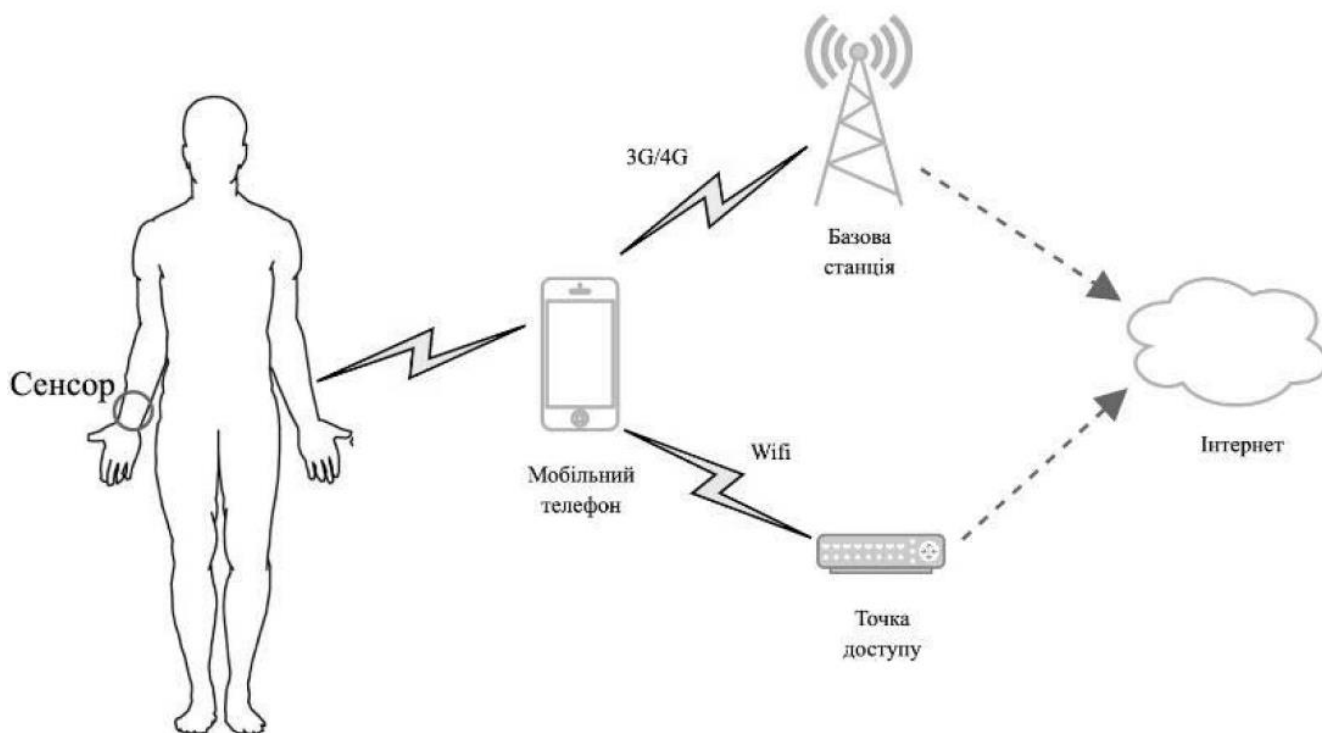 3G/4G
Базова
станція
Сенсор
Мобільний
телефон
Wifi
Інтернет
Точка
доступу